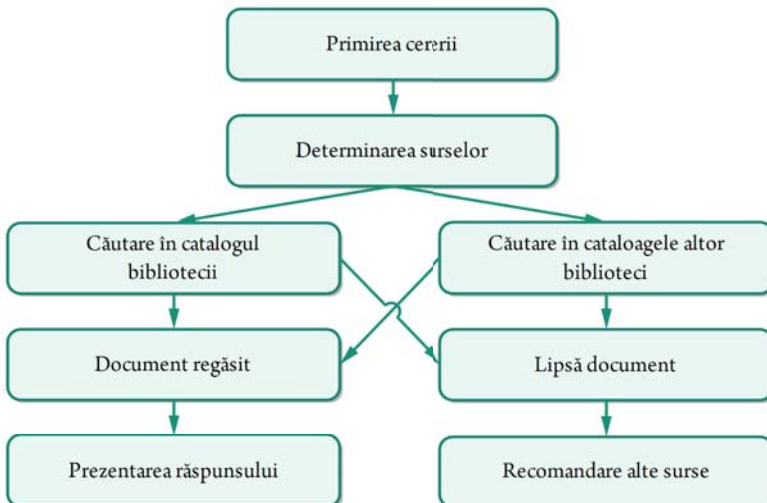 Primirea cererii
Determinarea surselor
Căutare în catalogul
bibliotecii
Căutare în cataloagele altor
biblioteci
Document regăsit
Lipsă document
Prezentarea răspunsului
Recomandare alte surse